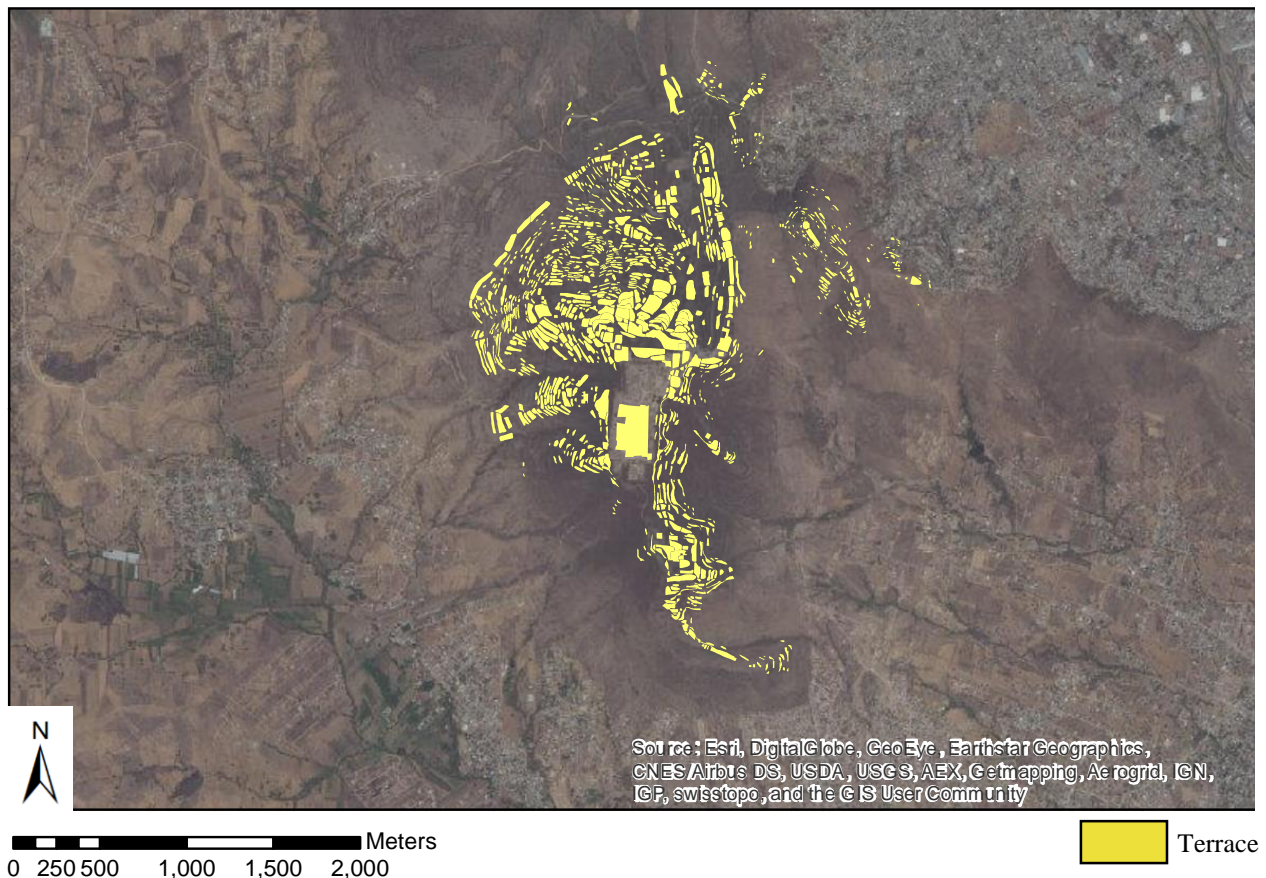 N
Source: Esri, DigitalGlobe, GeoEye, Earthstar Geographics,
CNES/Airbus DS, USDA, USGS, AEX, Getmapping, Aerogrid, IGN,
IGP, swisstopo, and the GIS User Community
Meters
0 250 500 1,000 1,500 2,000
Terrace